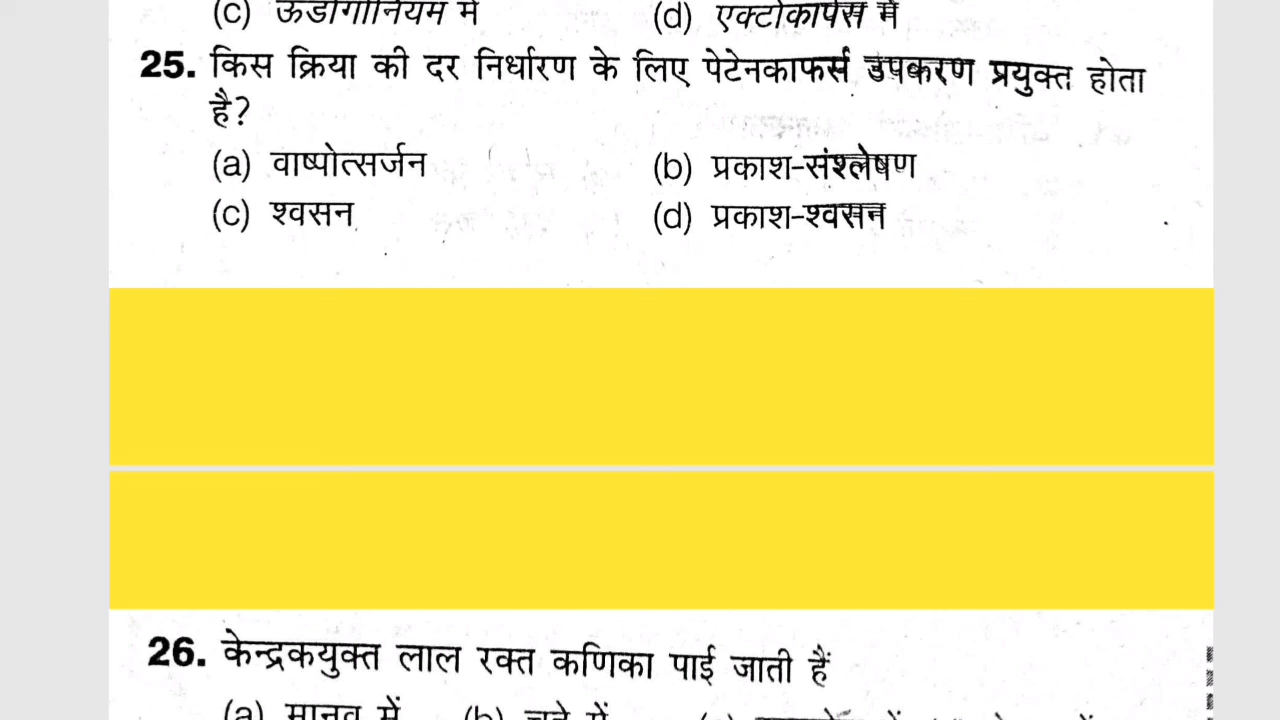 (c) ऊडोगोनियम में (d) एक्टोकार्पस में
25. किस क्रिया की दर निर्धारण के लिए पेटेनकाफर्स उपकरण प्रयुक्त होता
है?
(a) वाष्पोत्सर्जन (b) प्रकाश-संश्लेषण
(c) श्वसन (d) प्रकाश-श्वसन
26. केन्द्रकयुक्त लाल रक्त कणिका पाई जाती हैं
(a) मानव में (b) चूहे में (c)